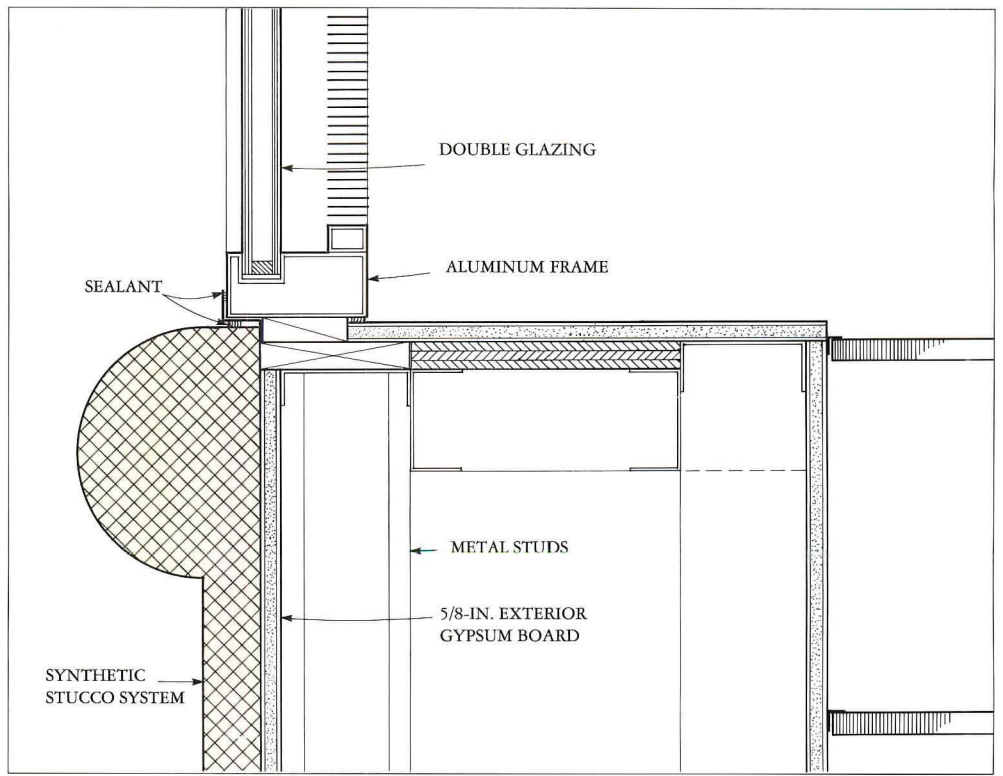 DOUBLE GLAZING
ALUMINUM FRAME
SEALANT
METAL STUDS
5/8-IN. EXTERIOR
GYPSUM BOARD
SYNTHETIC
STUCCO SYSTEM